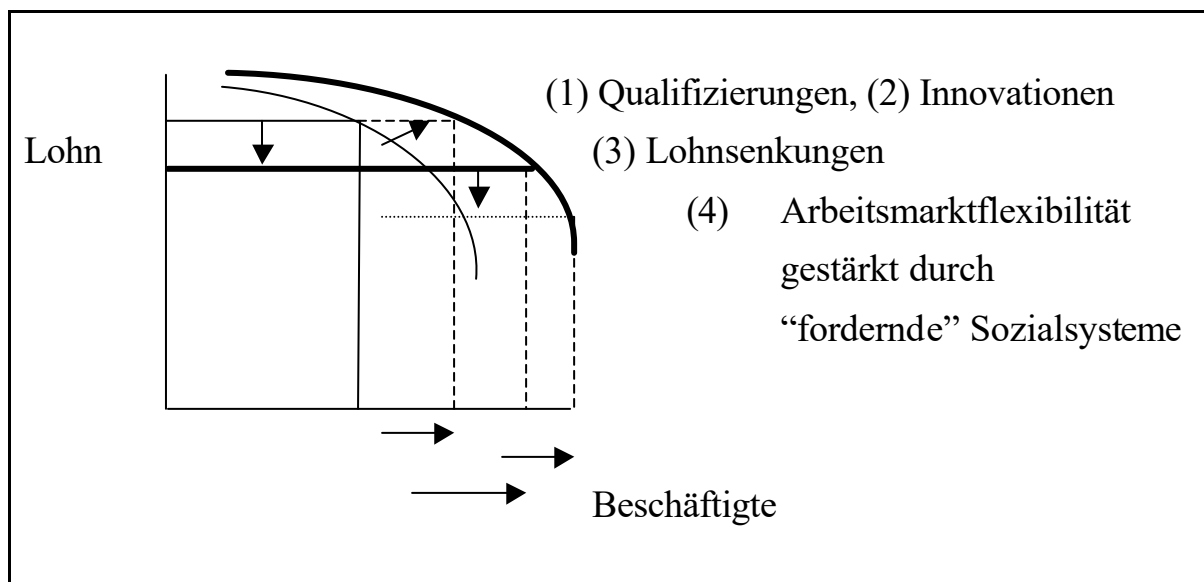 (1) Qualifizierungen, (2) Innovationen
Lohn
(3) Lohnsenkungen
(4) Arbeitsmarktflexibilität
gestärkt durch
“fordernde” Sozialsysteme
Beschäftigte